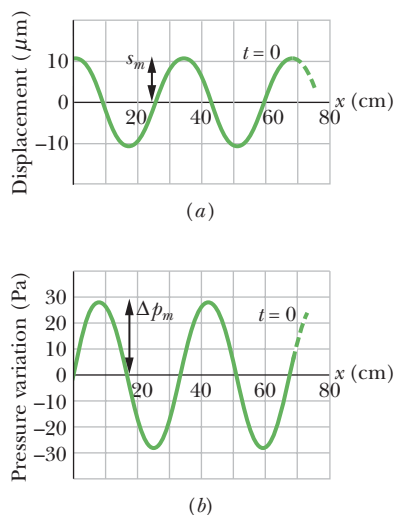 Displacement (μm)
10
0
−10
s_m
t = 0
20
40
60
80
x (cm)
(a)
Pressure variation (Pa)
30
20
10
0
−10
−20
−30
Δp_m
t = 0
20
40
60
80
x (cm)
(b)